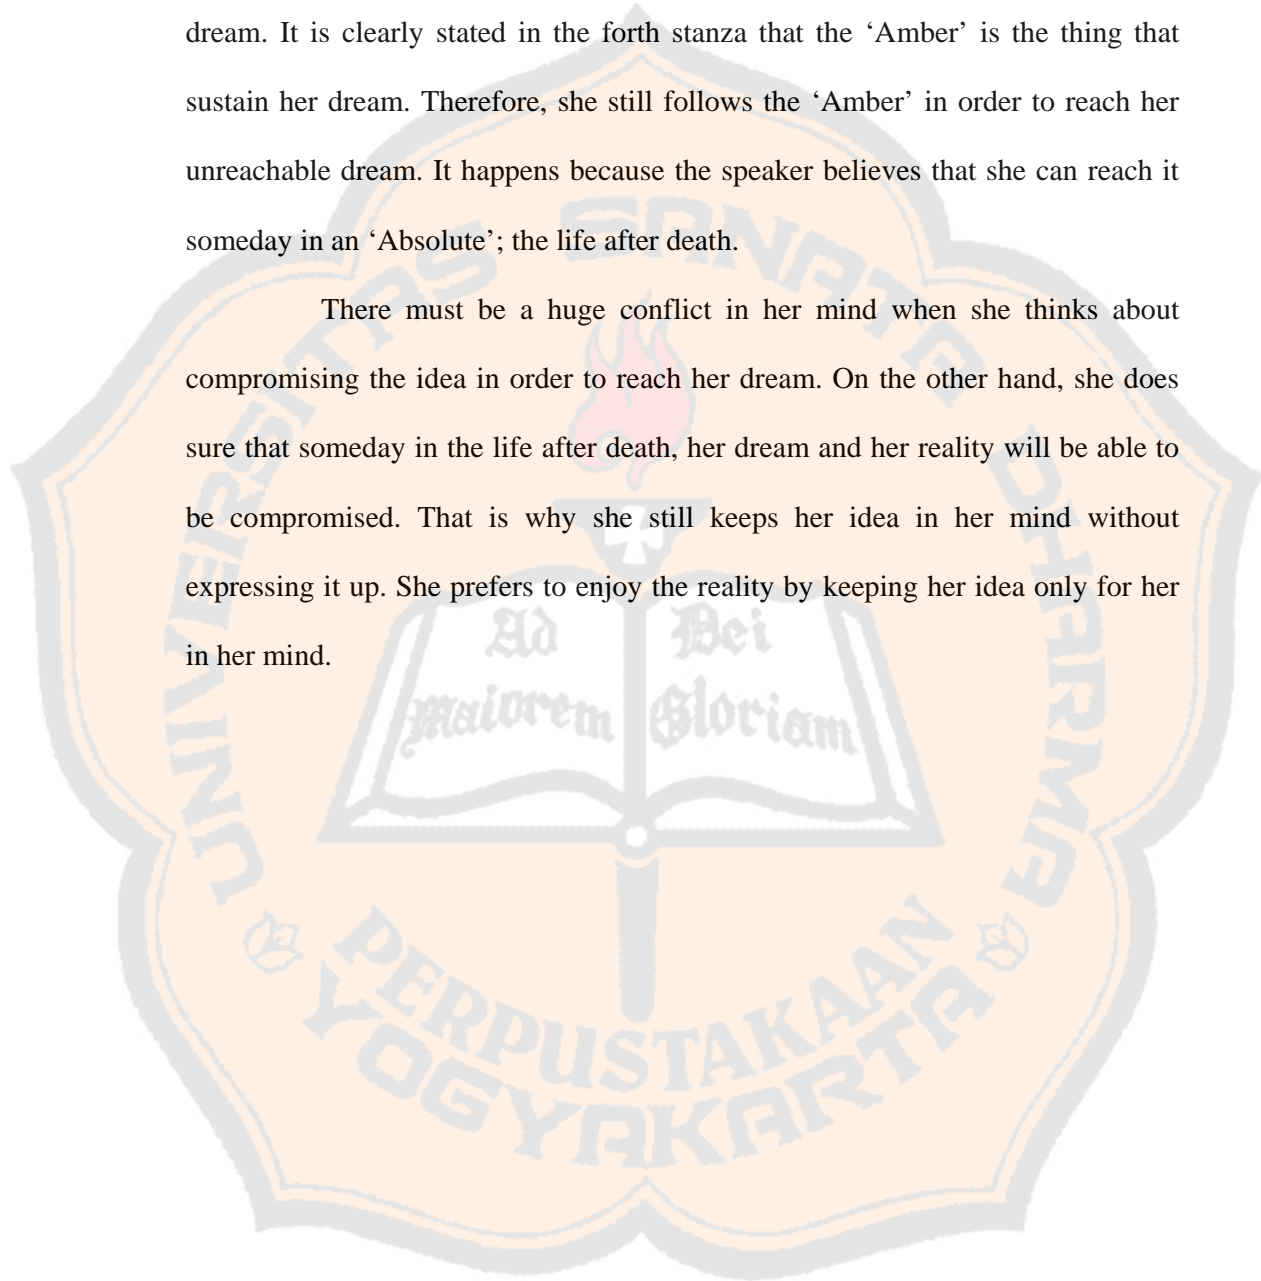 dream. It is clearly stated in the forth stanza that the ‘Amber’ is the thing that
sustain her dream. Therefore, she still follows the ‘Amber’ in order to reach her
unreachable dream. It happens because the speaker believes that she can reach it
someday in an ‘Absolute’; the life after death.
There must be a huge conflict in her mind when she thinks about
compromising the idea in order to reach her dream. On the other hand, she does
sure that someday in the life after death, her dream and her reality will be able to
be compromised. That is why she still keeps her idea in her mind without
expressing it up. She prefers to enjoy the reality by keeping her idea only for her
in her mind.
UNIVERSITAS SANATA DHARMA
Ad Dei
Maiorem Gloriam
PERPUSTAKAAN
YOGYAKARTA